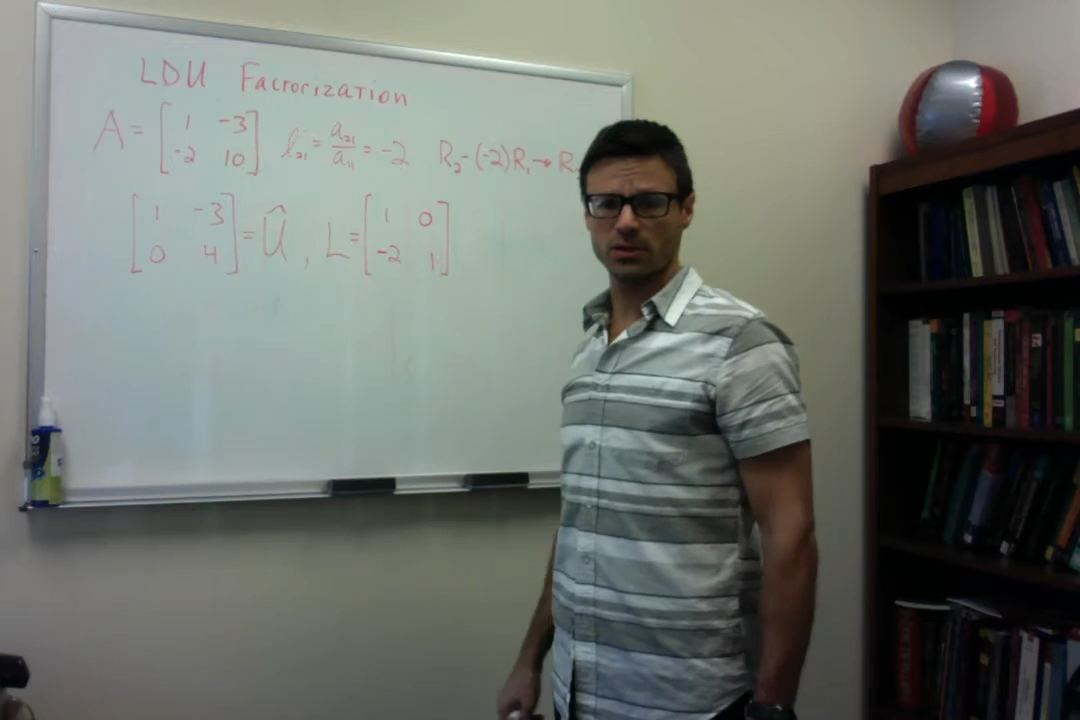 LDU Factorization
A = [1 -3; -2 10] l₂₁ = a₂₁/a₁₁ = -2 R₂-(-2)R₁→R₂
[1 -3; 0 4] = Û, L = [1 0; -2 1]